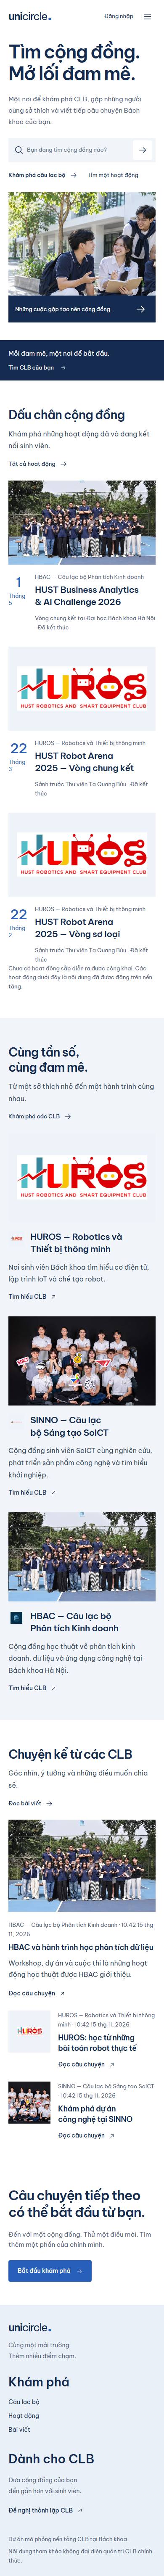 unicircle.
Đăng nhập
Tìm cộng đồng.
Mở lối đam mê.
Một nơi để khám phá CLB, gặp những người
cùng sở thích và viết tiếp câu chuyện Bách
khoa của bạn.
Bạn đang tìm cộng đồng nào?
Khám phá câu lạc bộ →
Tìm một hoạt động
Những cuộc gặp tạo nên cộng đồng. →
Mỗi đam mê, một nơi để bắt đầu.
Tìm CLB của bạn →
Dấu chân cộng đồng
Khám phá những hoạt động đã và đang kết
nối sinh viên.
Tất cả hoạt động →
1
Tháng
5
HBAC — Câu lạc bộ Phân tích Kinh doanh
HUST Business Analytics
& AI Challenge 2026
Vòng chung kết tại Đại học Bách khoa Hà Nội
· Đã kết thúc
HUROS
HUST ROBOTICS AND SMART EQUIPMENT CLUB
22
Tháng
3
HUROS — Robotics và Thiết bị thông minh
HUST Robot Arena
2025 — Vòng chung kết
Sảnh trước Thư viện Tạ Quang Bửu · Đã kết
thúc
HUROS
HUST ROBOTICS AND SMART EQUIPMENT CLUB
22
Tháng
2
HUROS — Robotics và Thiết bị thông minh
HUST Robot Arena
2025 — Vòng sơ loại
Sảnh trước Thư viện Tạ Quang Bửu · Đã kết
thúc
Chưa có hoạt động sắp diễn ra được công khai. Các
hoạt động dưới đây là nội dung đã được đăng trên nền
tảng.
Cùng tần số,
cùng đam mê.
Từ một sở thích nhỏ đến một hành trình cùng
nhau.
Khám phá các CLB →
HUROS
HUST ROBOTICS AND SMART EQUIPMENT CLUB
HUROS — Robotics và
Thiết bị thông minh
Nơi sinh viên Bách khoa tìm hiểu cơ điện tử,
lập trình IoT và chế tạo robot.
Tìm hiểu CLB ↗
SINNO — Câu lạc
bộ Sáng tạo SoICT
Cộng đồng sinh viên SoICT cùng nghiên cứu,
phát triển sản phẩm công nghệ và tìm hiểu
khởi nghiệp.
Tìm hiểu CLB ↗
HBAC — Câu lạc bộ
Phân tích Kinh doanh
Cộng đồng học thuật về phân tích kinh
doanh, dữ liệu và ứng dụng công nghệ tại
Bách khoa Hà Nội.
Tìm hiểu CLB ↗
Chuyện kể từ các CLB
Góc nhìn, ý tưởng và những điều muốn chia
sẻ.
Đọc bài viết →
HBAC — Câu lạc bộ Phân tích Kinh doanh · 10:42 15 thg
11, 2026
HBAC và hành trình học phân tích dữ liệu
Workshop, dự án và cuộc thi là những hoạt
động học thuật được HBAC giới thiệu.
Đọc câu chuyện ↗
HUROS
HUROS — Robotics và Thiết bị thông
minh · 10:42 15 thg 11, 2026
HUROS: học từ những
bài toán robot thực tế
Đọc câu chuyện ↗
SINNO — Câu lạc bộ Sáng tạo SoICT
· 10:42 15 thg 11, 2026
Khám phá dự án
công nghệ tại SINNO
Đọc câu chuyện ↗
Câu chuyện tiếp theo
có thể bắt đầu từ bạn.
Đến với một cộng đồng. Thử một điều mới. Tìm
thêm một phần của chính mình.
Bắt đầu khám phá →
unicircle.
Cùng một mái trường.
Thêm nhiều điểm chạm.
Khám phá
Câu lạc bộ
Hoạt động
Bài viết
Dành cho CLB
Đưa cộng đồng của bạn
đến gần hơn với sinh viên.
Đề nghị thành lập CLB ↗
Dự án mô phỏng nền tảng CLB tại Bách khoa.
Nội dung tham khảo không đại diện quản trị CLB chính
thức.